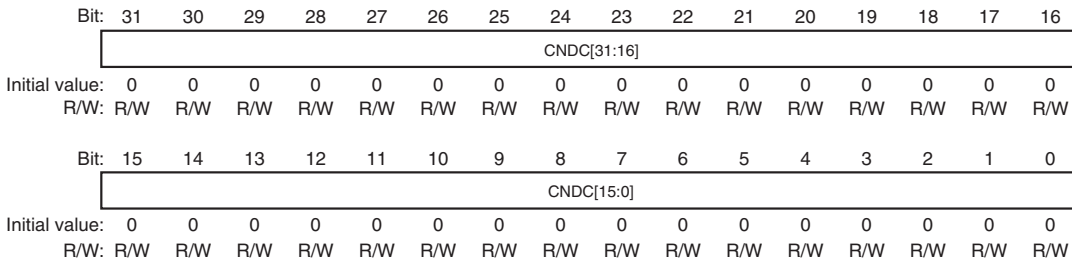 Bit: 31 30 29 28 27 26 25 24 23 22 21 20 19 18 17 16
CNDC[31:16]
Initial value: 0 0 0 0 0 0 0 0 0 0 0 0 0 0 0 0
R/W: R/W R/W R/W R/W R/W R/W R/W R/W R/W R/W R/W R/W R/W R/W R/W R/W
Bit: 15 14 13 12 11 10 9 8 7 6 5 4 3 2 1 0
CNDC[15:0]
Initial value: 0 0 0 0 0 0 0 0 0 0 0 0 0 0 0 0
R/W: R/W R/W R/W R/W R/W R/W R/W R/W R/W R/W R/W R/W R/W R/W R/W R/W